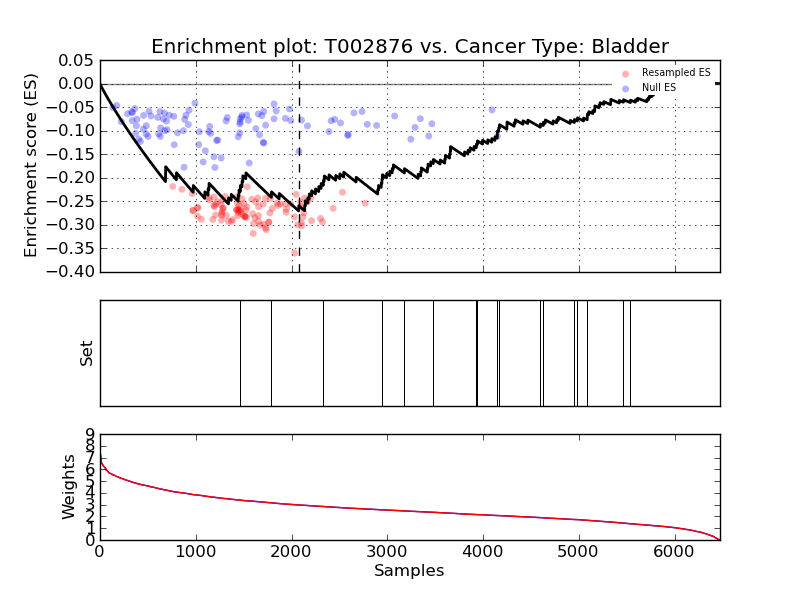 Enrichment plot: T002876 vs. Cancer Type: Bladder
Enrichment score (ES)
0.05
0.00
−0.05
−0.10
−0.15
−0.20
−0.25
−0.30
−0.35
−0.40
Resampled ES
Null ES
Set
Weights
9
8
7
6
5
4
3
2
1
0
0 1000 2000 3000 4000 5000 6000
Samples